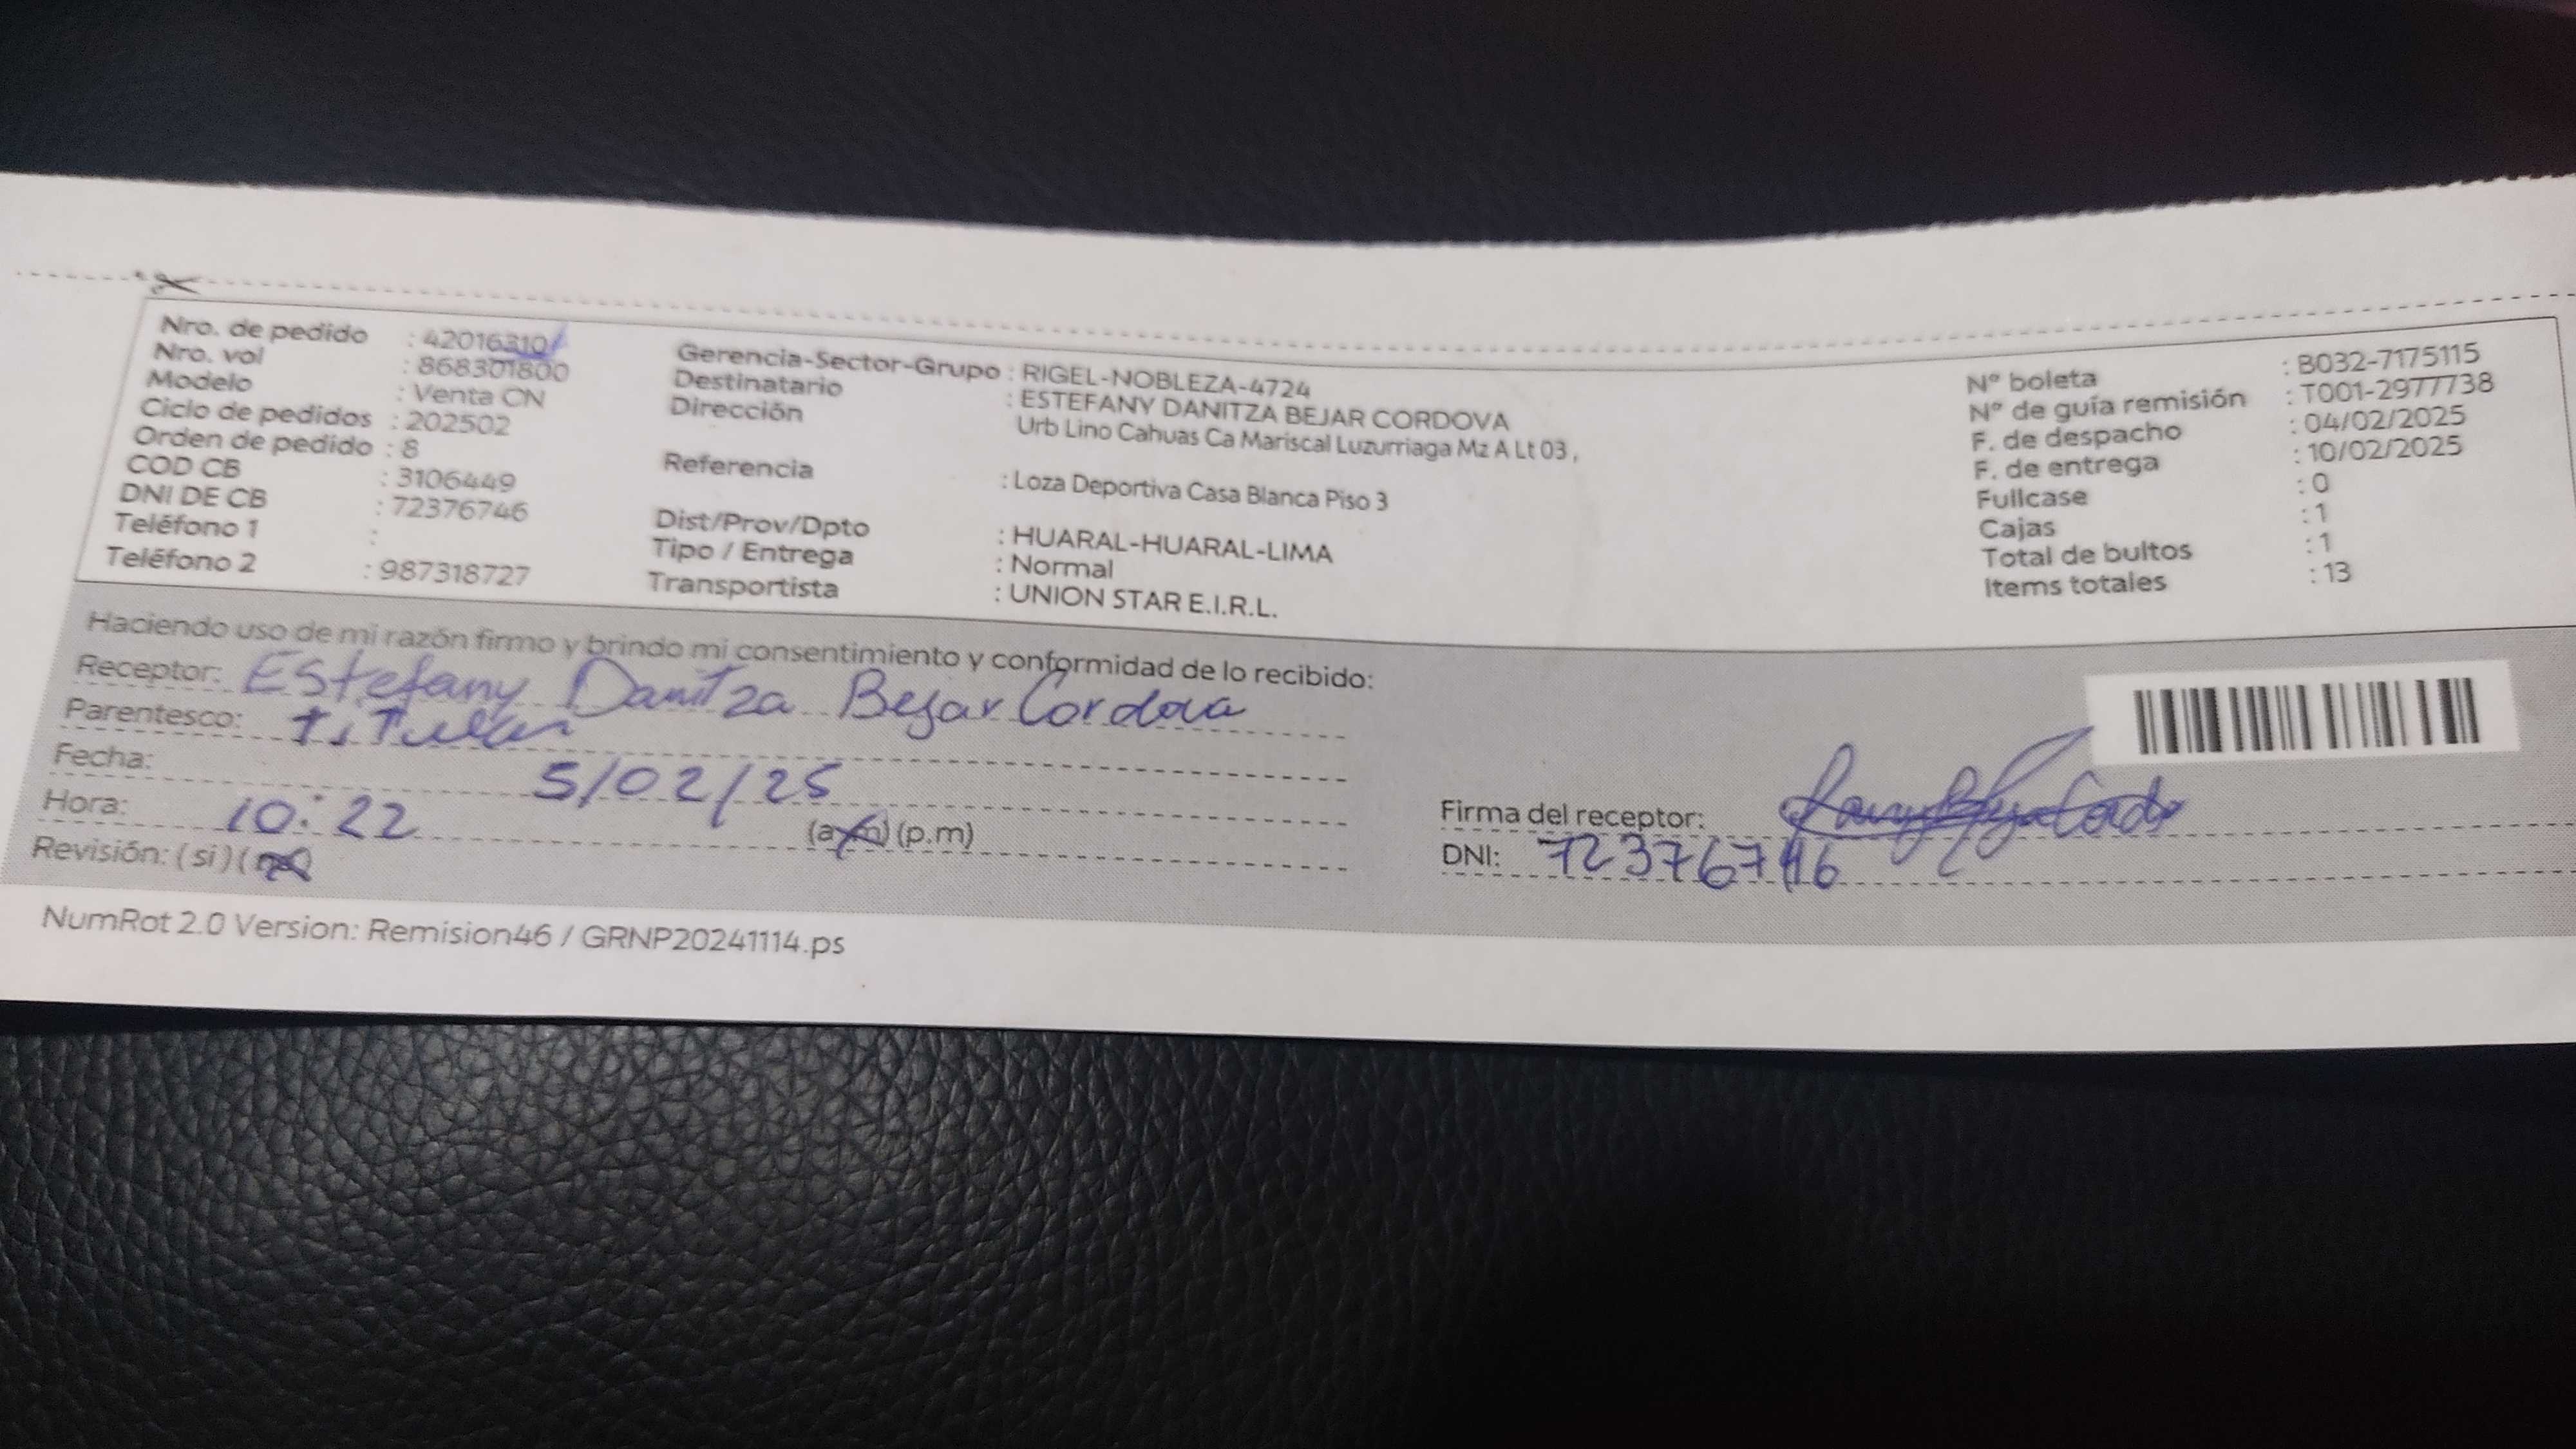 Nro. de pedido : 42016310
Nro. vol : 868301800
Modelo : Venta CN
Ciclo de pedidos : 202502
Orden de pedido : 8
COD CB : 3106449
DNI DE CB : 72376746
Teléfono 1 :
Teléfono 2 : 987318727
Gerencia-Sector-Grupo : RIGEL-NOBLEZA-4724
Destinatario : ESTEFANY DANITZA BEJAR CORDOVA
Dirección Urb Lino Cahuas Ca Mariscal Luzurriaga Mz A Lt 03 ,
Referencia : Loza Deportiva Casa Blanca Piso 3
Dist/Prov/Dpto : HUARAL-HUARAL-LIMA
Tipo / Entrega : Normal
Transportista : UNION STAR E.I.R.L.
N° boleta : B032-7175115
N° de guía remisión : T001-2977738
F. de despacho : 04/02/2025
F. de entrega : 10/02/2025
Fullcase : 0
Cajas : 1
Total de bultos : 1
Items totales : 13
Haciendo uso de mi razón firmo y brindo mi consentimiento y conformidad de lo recibido:
Receptor: Estefany Danitza Bejar Cordova
Parentesco: titular
Fecha: 5/02/25
Hora: 10:22 (a.m) (p.m)
Revisión: (si) (no)
Firma del receptor:
DNI: 72376746
NumRot 2.0 Version: Remision46 / GRNP20241114.ps